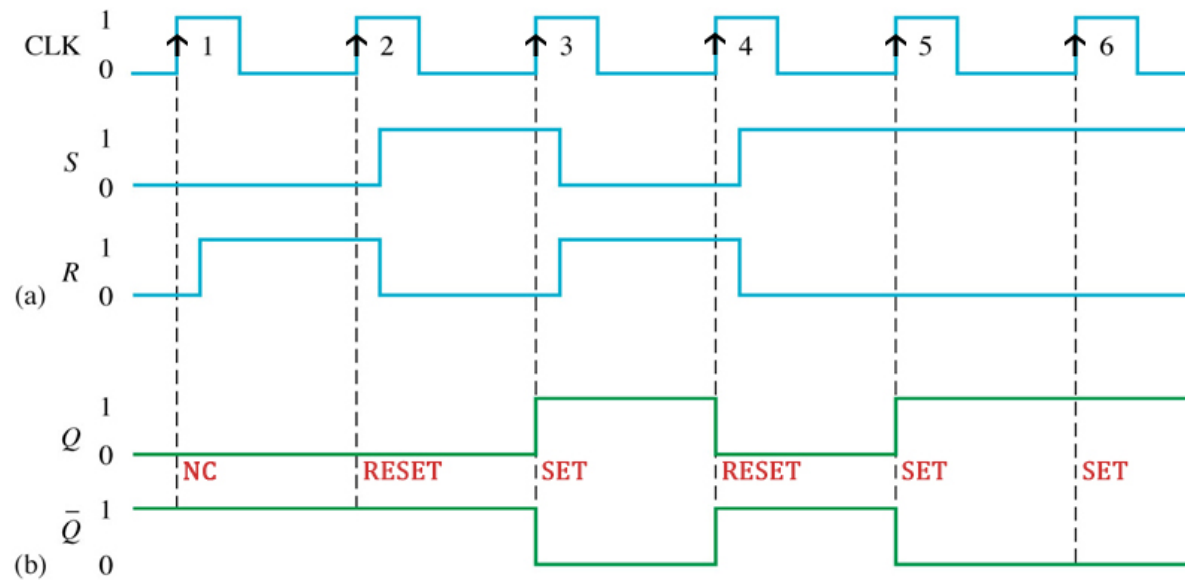 1
CLK 1 2 3 4 5 6
0
1
S
0
1
R
(a) 0
1
Q 0
NC RESET SET RESET SET SET
1
Q̅
(b) 0